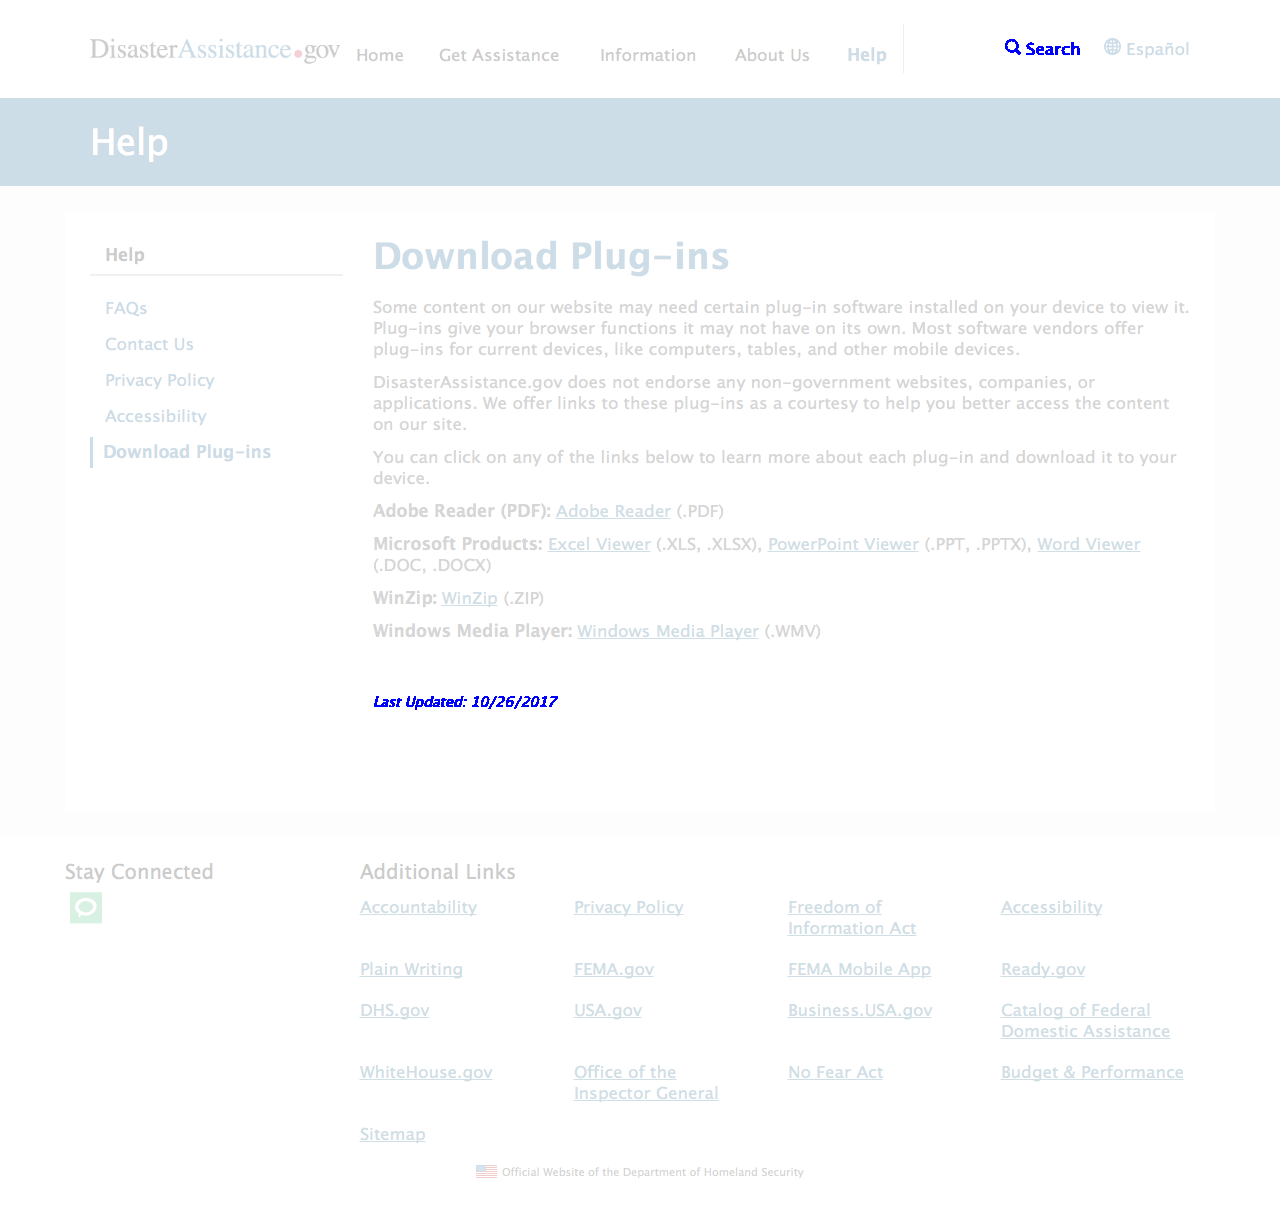 DisasterAssistance.gov Home Get Assistance Information About Us Help Search Español
Help
Help
FAQs
Contact Us
Privacy Policy
Accessibility
Download Plug-ins
Download Plug-ins
Some content on our website may need certain plug-in software installed on your device to view it.
Plug-ins give your browser functions it may not have on its own. Most software vendors offer
plug-ins for current devices, like computers, tables, and other mobile devices.
DisasterAssistance.gov does not endorse any non-government websites, companies, or
applications. We offer links to these plug-ins as a courtesy to help you better access the content
on our site.
You can click on any of the links below to learn more about each plug-in and download it to your
device.
Adobe Reader (PDF): Adobe Reader (.PDF)
Microsoft Products: Excel Viewer (.XLS, .XLSX), PowerPoint Viewer (.PPT, .PPTX), Word Viewer
(.DOC, .DOCX)
WinZip: WinZip (.ZIP)
Windows Media Player: Windows Media Player (.WMV)
Last Updated: 10/26/2017
Stay Connected
Additional Links
Accountability Privacy Policy Freedom of Accessibility
Information Act
Plain Writing FEMA.gov FEMA Mobile App Ready.gov
DHS.gov USA.gov Business.USA.gov Catalog of Federal
Domestic Assistance
WhiteHouse.gov Office of the No Fear Act Budget & Performance
Inspector General
Sitemap
Official Website of the Department of Homeland Security